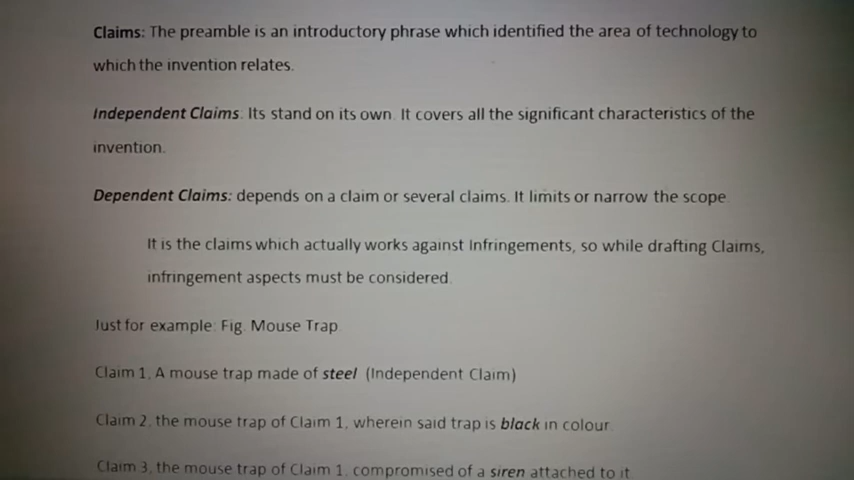 Claims: The preamble is an introductory phrase which identified the area of technology to
which the invention relates.
Independent Claims: Its stand on its own. It covers all the significant characteristics of the
invention.
Dependent Claims: depends on a claim or several claims. It limits or narrow the scope.
It is the claims which actually works against Infringements, so while drafting Claims,
infringement aspects must be considered.
Just for example: Fig. Mouse Trap
Claim 1, A mouse trap made of steel (Independent Claim)
Claim 2, the mouse trap of Claim 1, wherein said trap is black in colour.
Claim 3, the mouse trap of Claim 1, compromised of a siren attached to it.